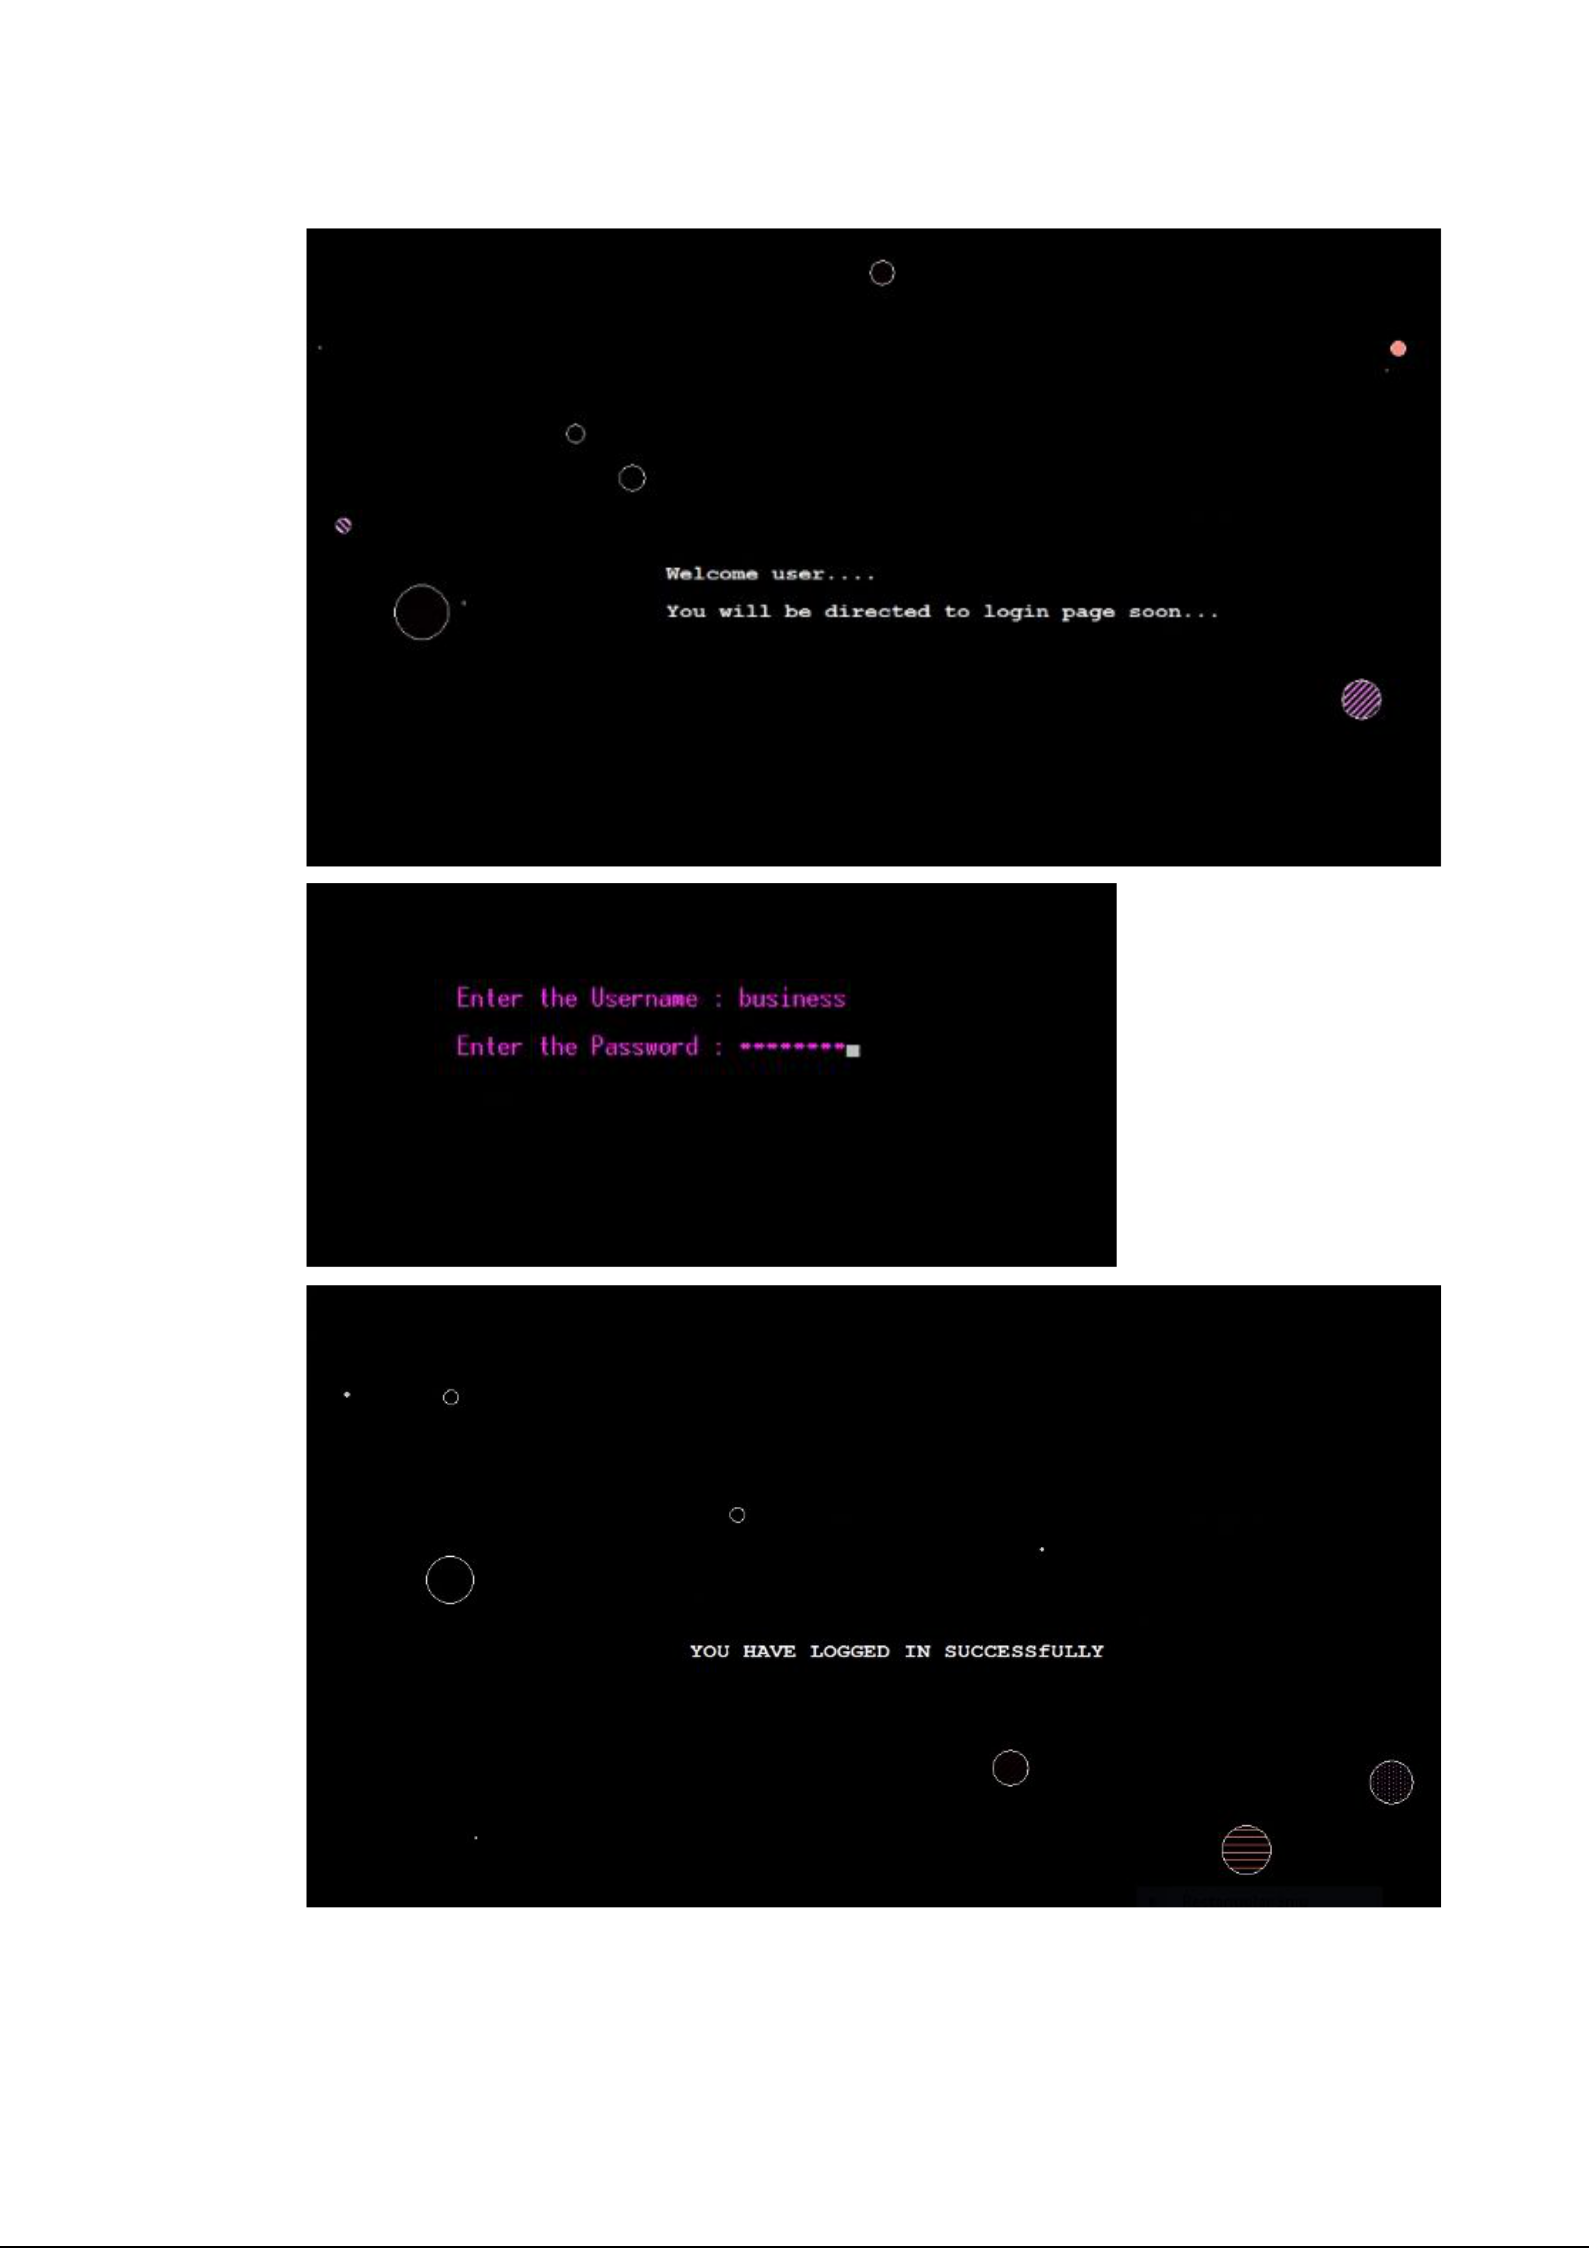 Welcome user....
You will be directed to login page soon...
Enter the Username : business
Enter the Password : ********
YOU HAVE LOGGED IN SUCCESSfULLY